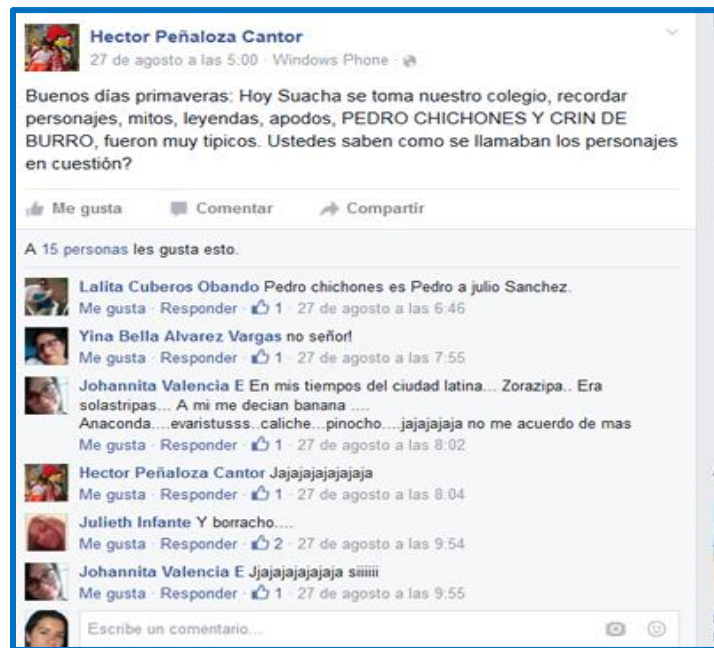 Hector Peñaloza Cantor
27 de agosto a las 5:00 · Windows Phone ·
Buenos días primaveras: Hoy Suacha se toma nuestro colegio, recordar
personajes, mitos, leyendas, apodos, PEDRO CHICHONES Y CRIN DE
BURRO, fueron muy tipicos. Ustedes saben como se llamaban los personajes
en cuestión?
Me gusta Comentar Compartir
A 15 personas les gusta esto.
Lalita Cuberos Obando Pedro chichones es Pedro a julio Sanchez.
Me gusta · Responder · 1 · 27 de agosto a las 6:46
Yina Bella Alvarez Vargas no señor!
Me gusta · Responder · 1 · 27 de agosto a las 7:55
Johannita Valencia E En mis tiempos del ciudad latina... Zorazipa.. Era
solastripas... A mi me decian banana ....
Anaconda....evaristusss..caliche...pinocho....jajajajaja no me acuerdo de mas
Me gusta · Responder · 1 · 27 de agosto a las 8:02
Hector Peñaloza Cantor Jajajajajajajaja
Me gusta · Responder · 1 · 27 de agosto a las 8:04
Julieth Infante Y borracho....
Me gusta · Responder · 2 · 27 de agosto a las 9:54
Johannita Valencia E Jjajajajajajaja siiiiii
Me gusta · Responder · 1 · 27 de agosto a las 9:55
Escribe un comentario...